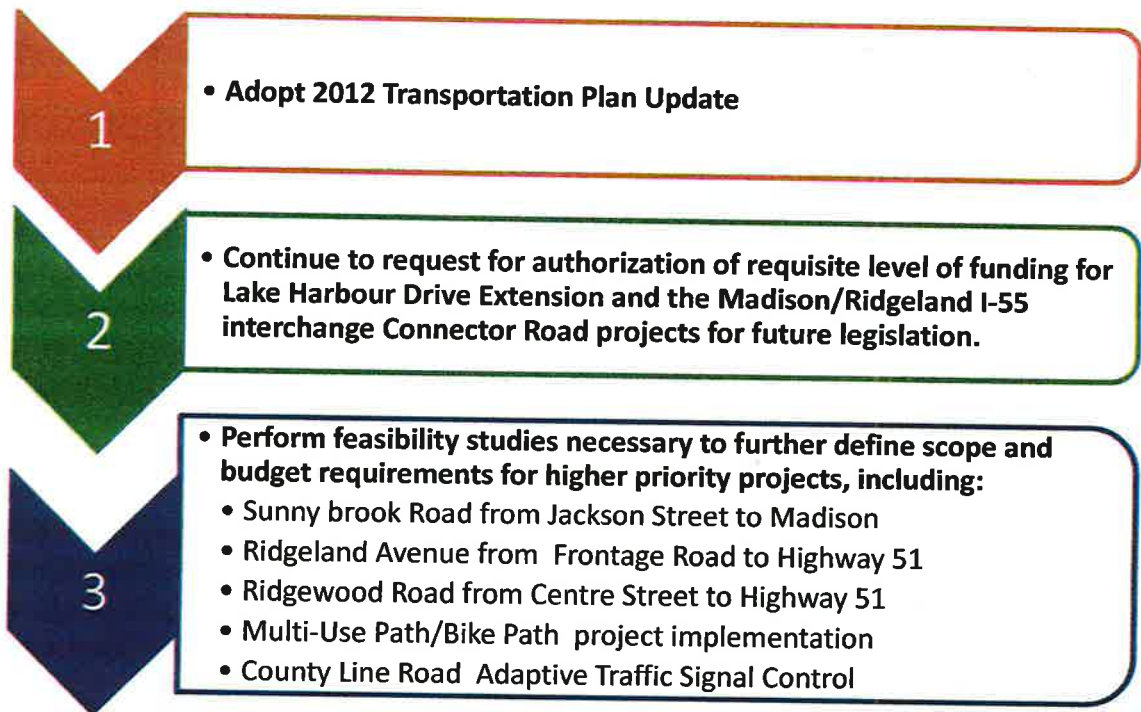 1
• Adopt 2012 Transportation Plan Update
2
• Continue to request for authorization of requisite level of funding for
Lake Harbour Drive Extension and the Madison/Ridgeland I-55
interchange Connector Road projects for future legislation.
3
• Perform feasibility studies necessary to further define scope and
budget requirements for higher priority projects, including:
• Sunny brook Road from Jackson Street to Madison
• Ridgeland Avenue from Frontage Road to Highway 51
• Ridgewood Road from Centre Street to Highway 51
• Multi-Use Path/Bike Path project implementation
• County Line Road Adaptive Traffic Signal Control